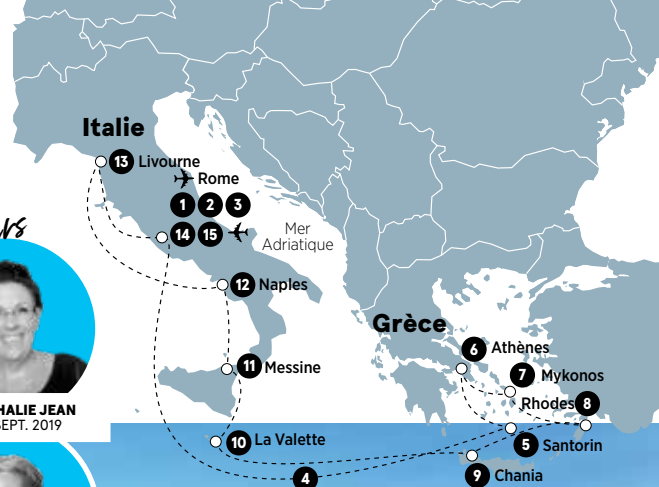 Italie
13 Livourne
Rome
1 2 3
14 15
Mer
Adriatique
12 Naples
Grèce
6 Athènes
11 Messine
7 Mykonos
Rhodes 8
HALIE JEAN
SEPT. 2019
10 La Valette
5 Santorin
4
9 Chania